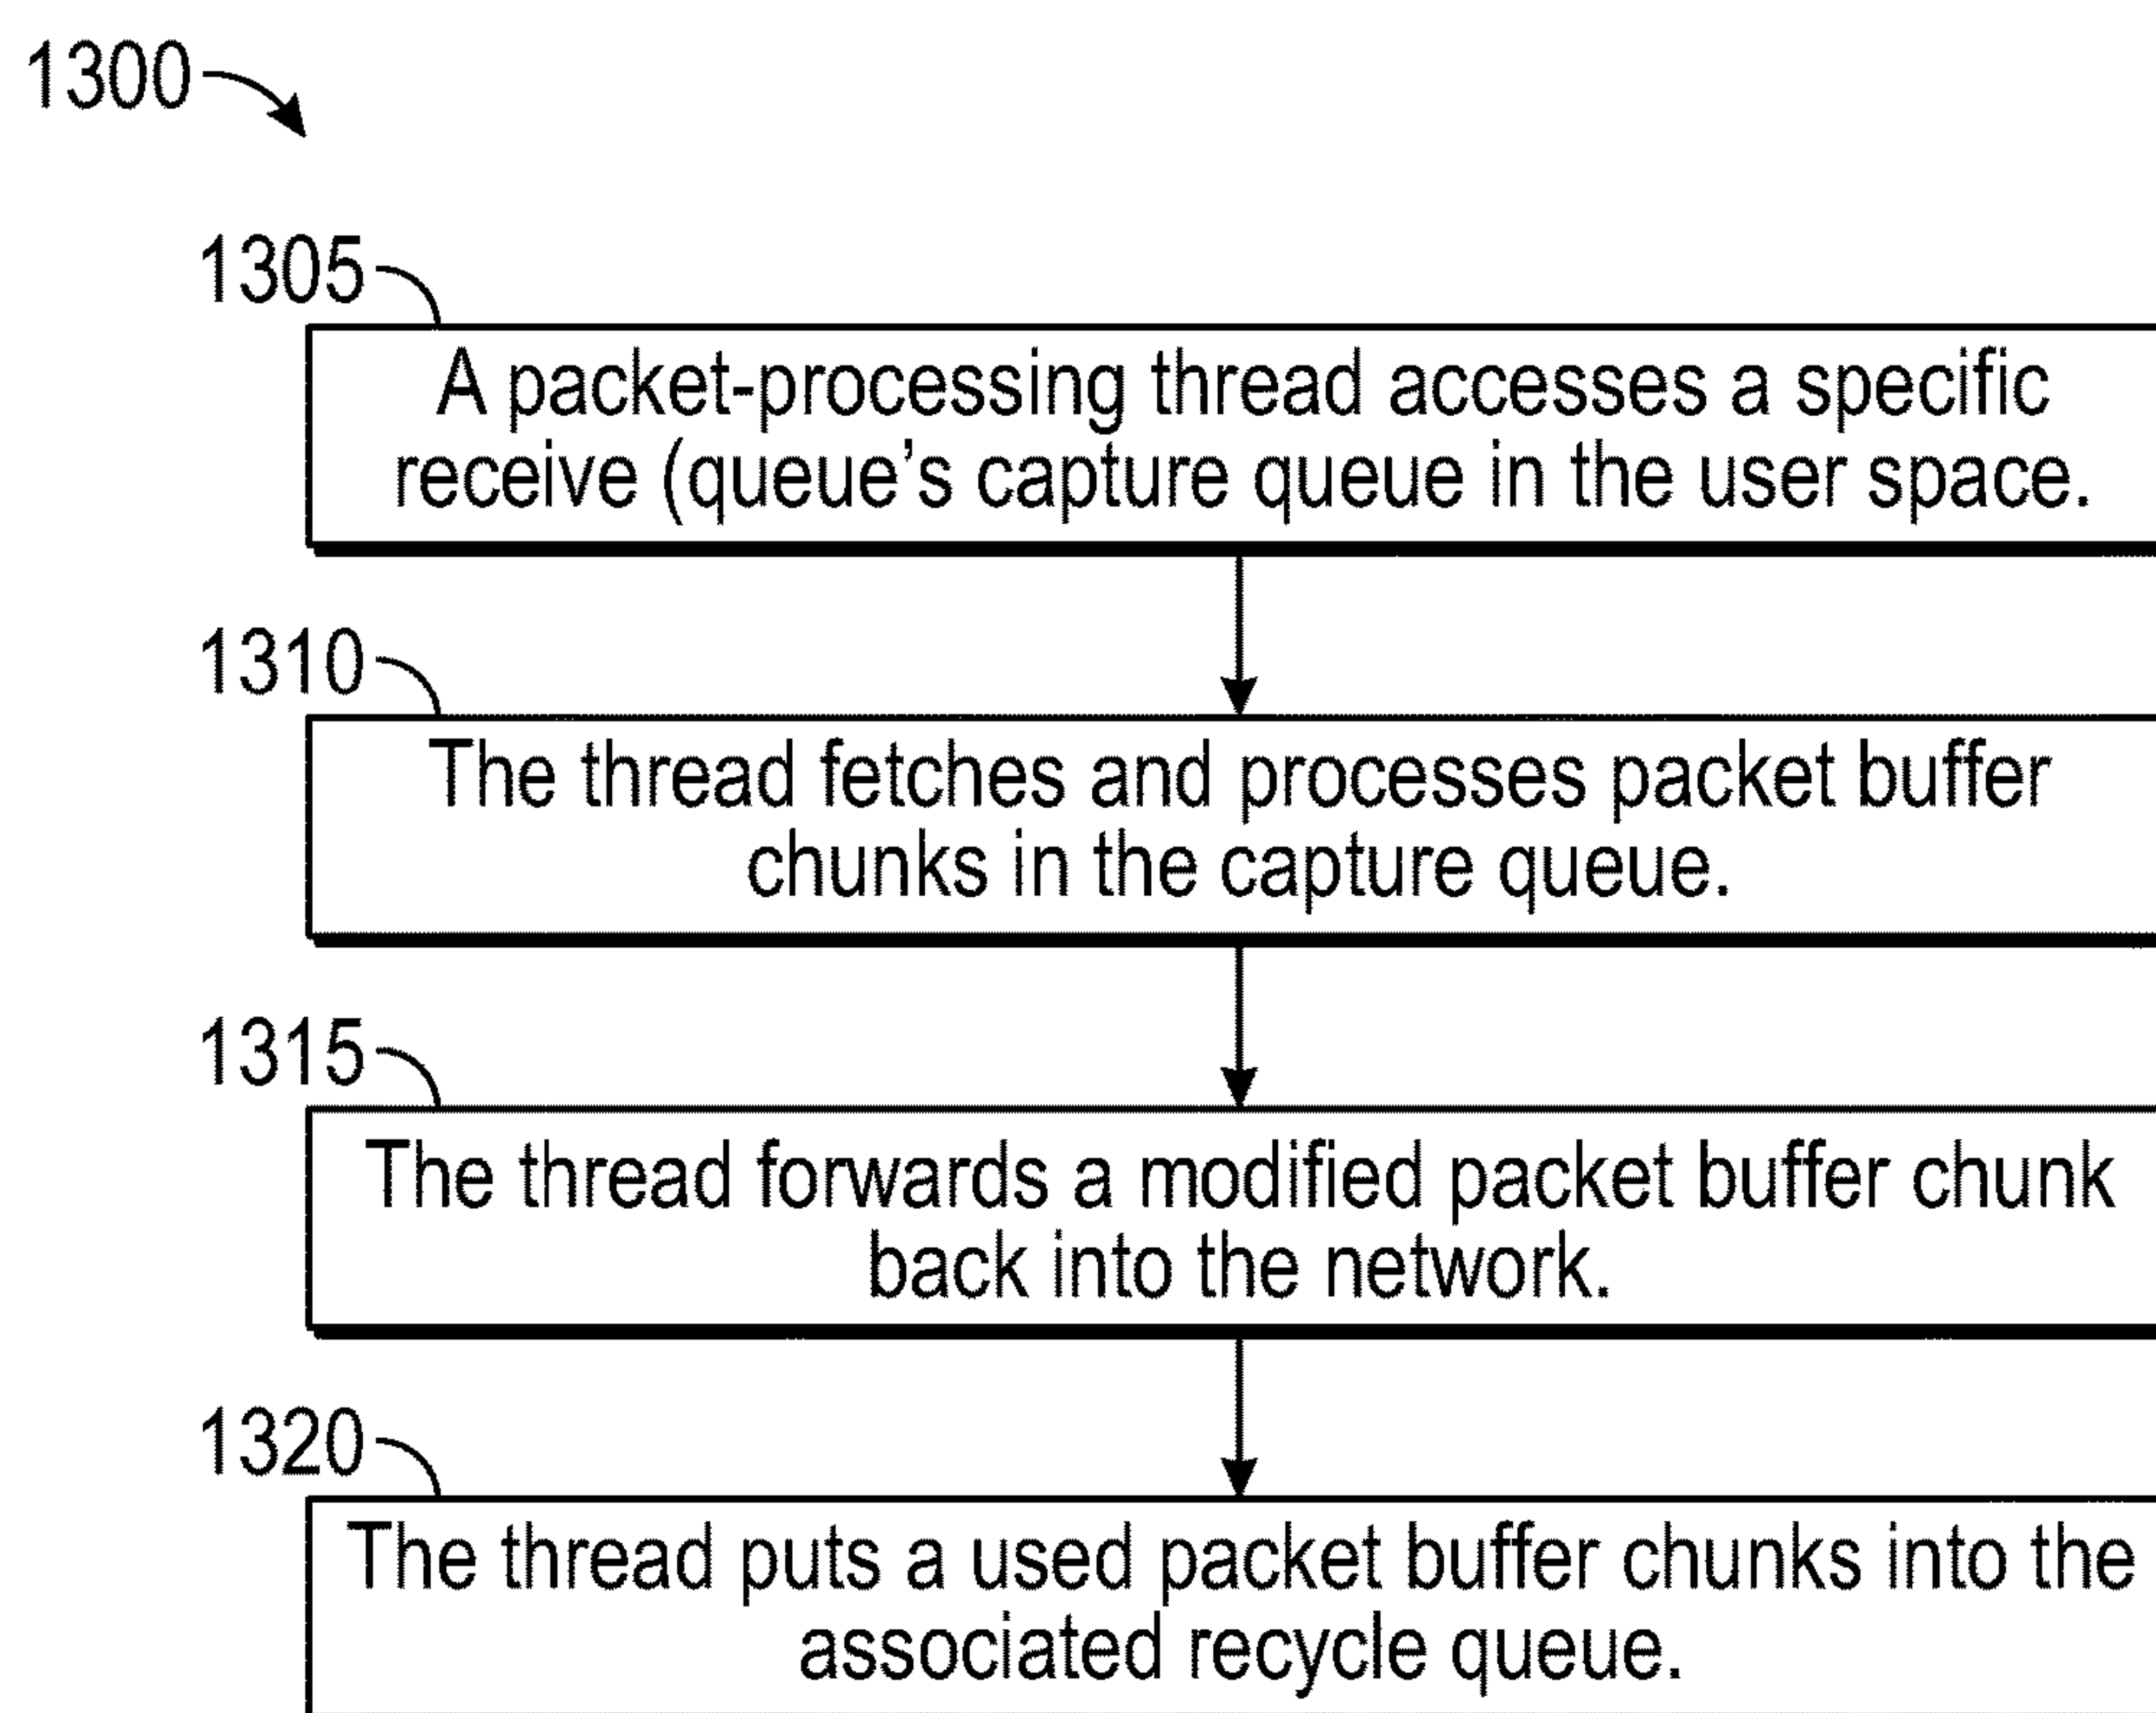 1300
1305
A packet-processing thread accesses a specific
receive (queue's capture queue in the user space.
1310
The thread fetches and processes packet buffer
chunks in the capture queue.
1315
The thread forwards a modified packet buffer chunk
back into the network.
1320
The thread puts a used packet buffer chunks into the
associated recycle queue.